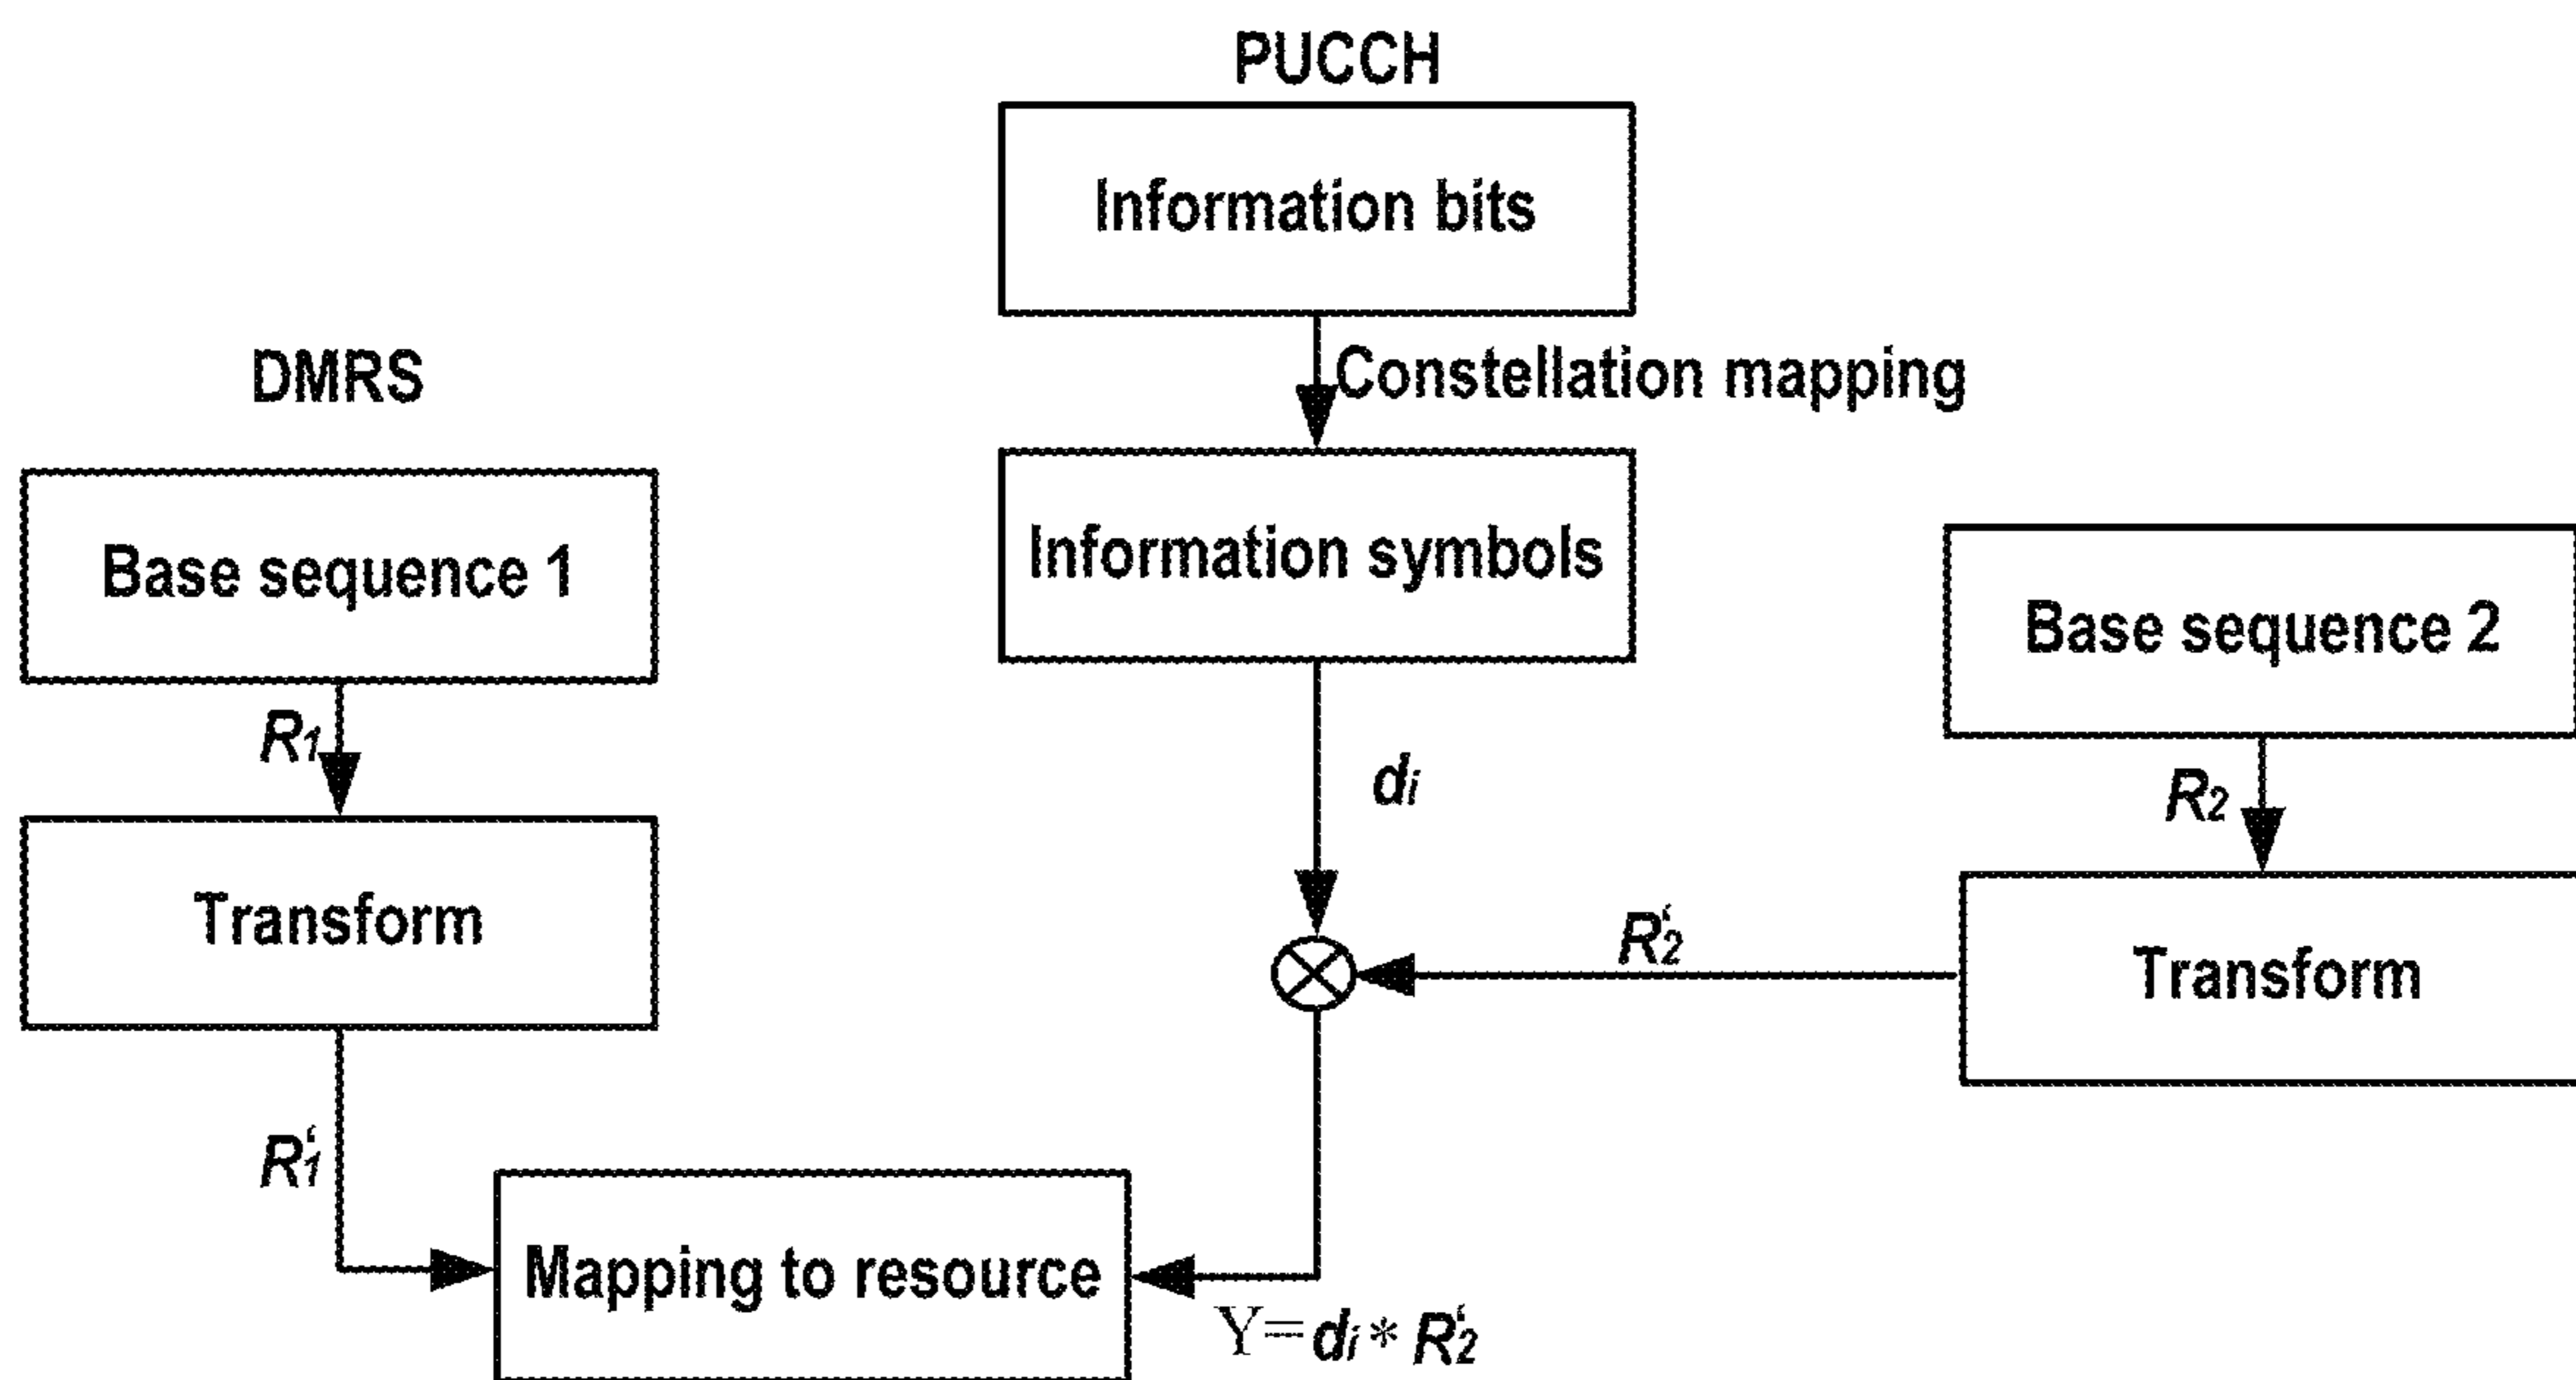 PUCCH
Information bits
Constellation mapping
DMRS
Information symbols
Base sequence 1
Base sequence 2
R1
di
R2
Transform
R'2
Transform
R'1
Mapping to resource
Y=di*R'2